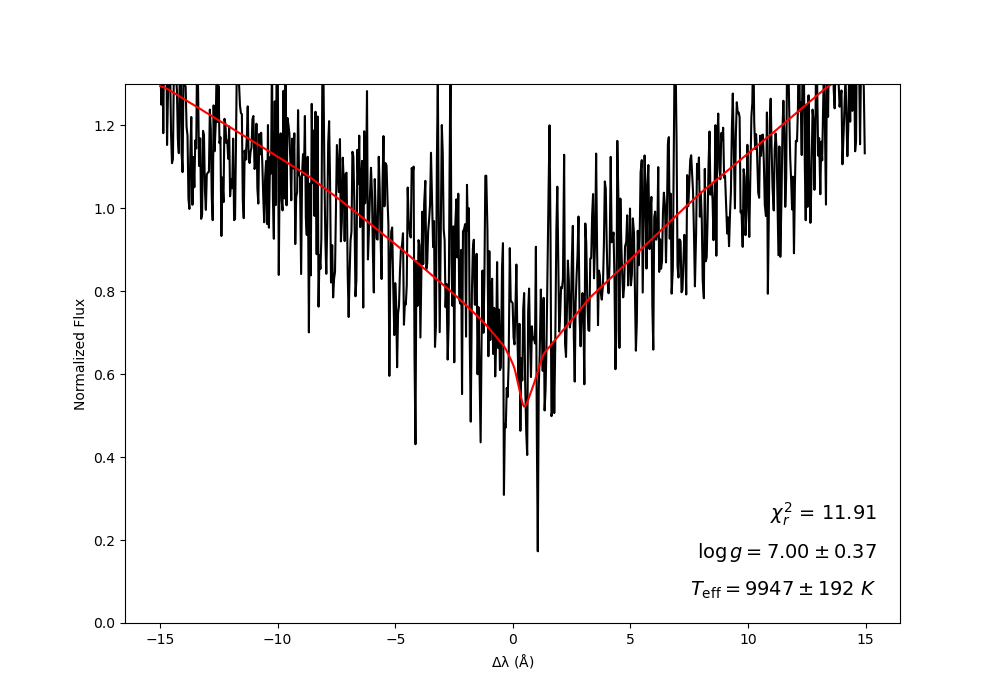 1.2
1.0
0.8
0.6
0.4
0.2
0.0
Normalized Flux
χ²ᵣ = 11.91
log g = 7.00 ± 0.37
T_eff = 9947 ± 192 K
−15 −10 −5 0 5 10 15
Δλ (Å)